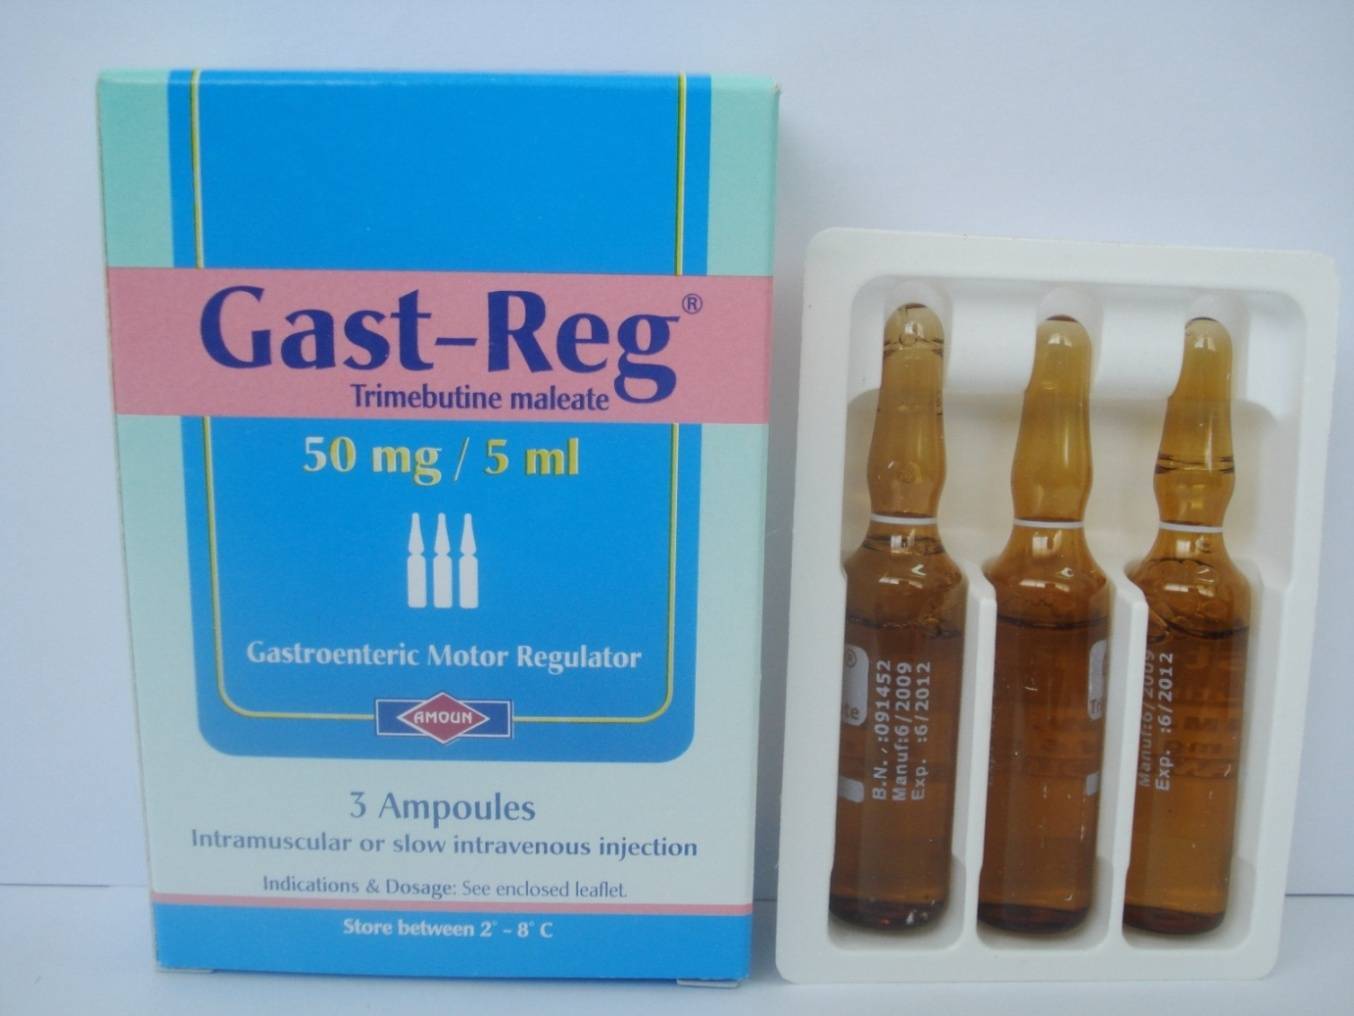 Gast-Reg®
Trimebutine maleate
50 mg / 5 ml
Gastroenteric Motor Regulator
AMOUN
3 Ampoules
Intramuscular or slow intravenous injection
Indications & Dosage: See enclosed leaflet.
Store between 2° - 8° C
®
te
B.N. :091452
Manuf:6/2009
Exp. :6/2012
Manuf:6/2009
Exp. :6/2012